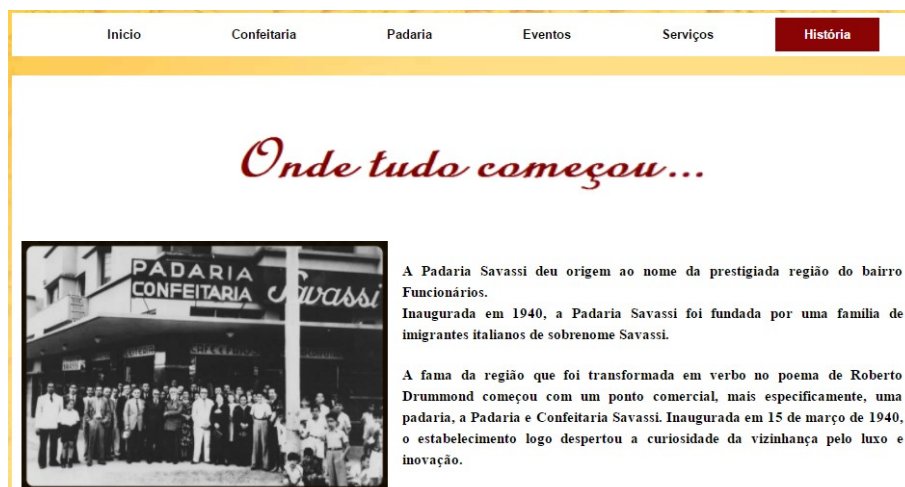 Inicio
Confeitaria
Padaria
Eventos
Serviços
História
Onde tudo começou...
PADARIA
CONFEITARIA Savassi
A Padaria Savassi deu origem ao nome da prestigiada região do bairro
Funcionários.
Inaugurada em 1940, a Padaria Savassi foi fundada por uma família de
imigrantes italianos de sobrenome Savassi.
A fama da região que foi transformada em verbo no poema de Roberto
Drummond começou com um ponto comercial, mais especificamente, uma
padaria, a Padaria e Confeitaria Savassi. Inaugurada em 15 de março de 1940,
o estabelecimento logo despertou a curiosidade da vizinhança pelo luxo e
inovação.